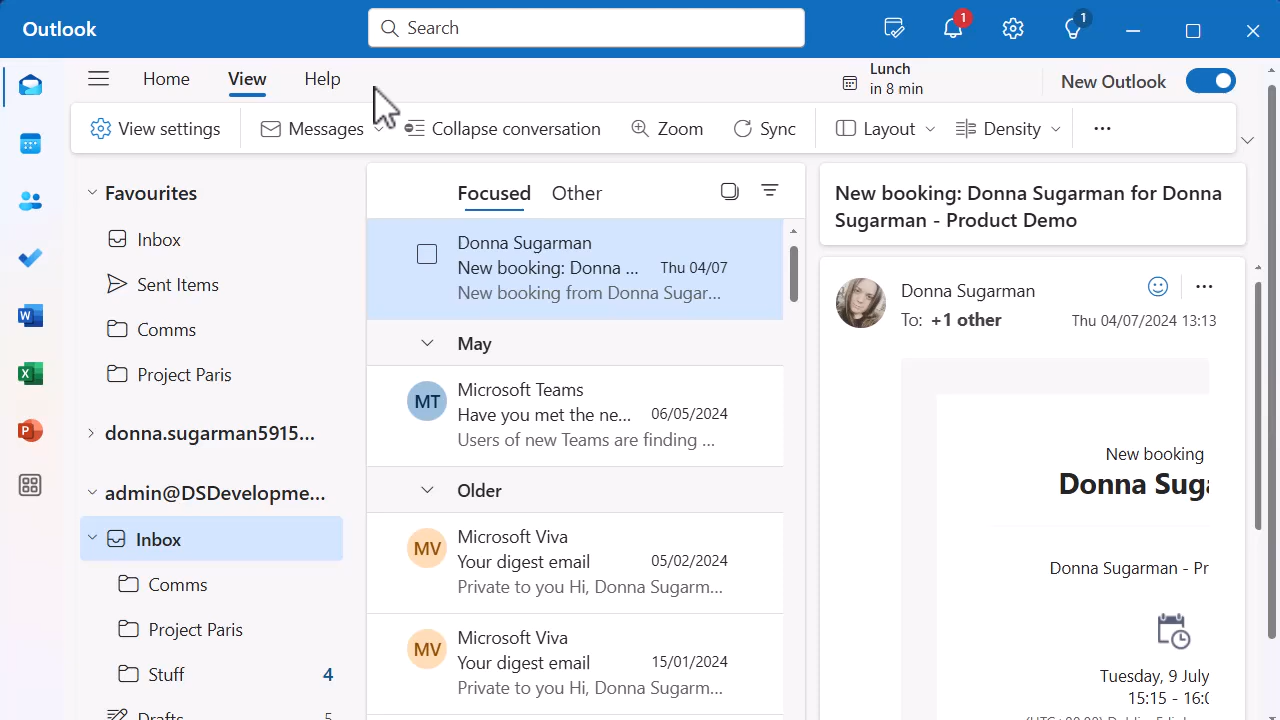 Outlook
Search
1
1
Home
View
Help
Lunch
in 8 min
New Outlook
View settings
Messages
Collapse conversation
Zoom
Sync
Layout
Density
Favourites
Inbox
Sent Items
Comms
Project Paris
donna.sugarman5915...
admin@DSDevelopme...
Inbox
Comms
Project Paris
Stuff
4
Drafts
5
Focused
Other
Donna Sugarman
New booking: Donna ...
Thu 04/07
New booking from Donna Sugar...
May
MT
Microsoft Teams
Have you met the ne...
06/05/2024
Users of new Teams are finding ...
Older
MV
Microsoft Viva
Your digest email
05/02/2024
Private to you Hi, Donna Sugarm...
MV
Microsoft Viva
Your digest email
15/01/2024
Private to you Hi, Donna Sugarm...
New booking: Donna Sugarman for Donna
Sugarman - Product Demo
Donna Sugarman
To: +1 other
Thu 04/07/2024 13:13
New booking
Donna Suga
Donna Sugarman - Pr
Tuesday, 9 July
15:15 - 16:0